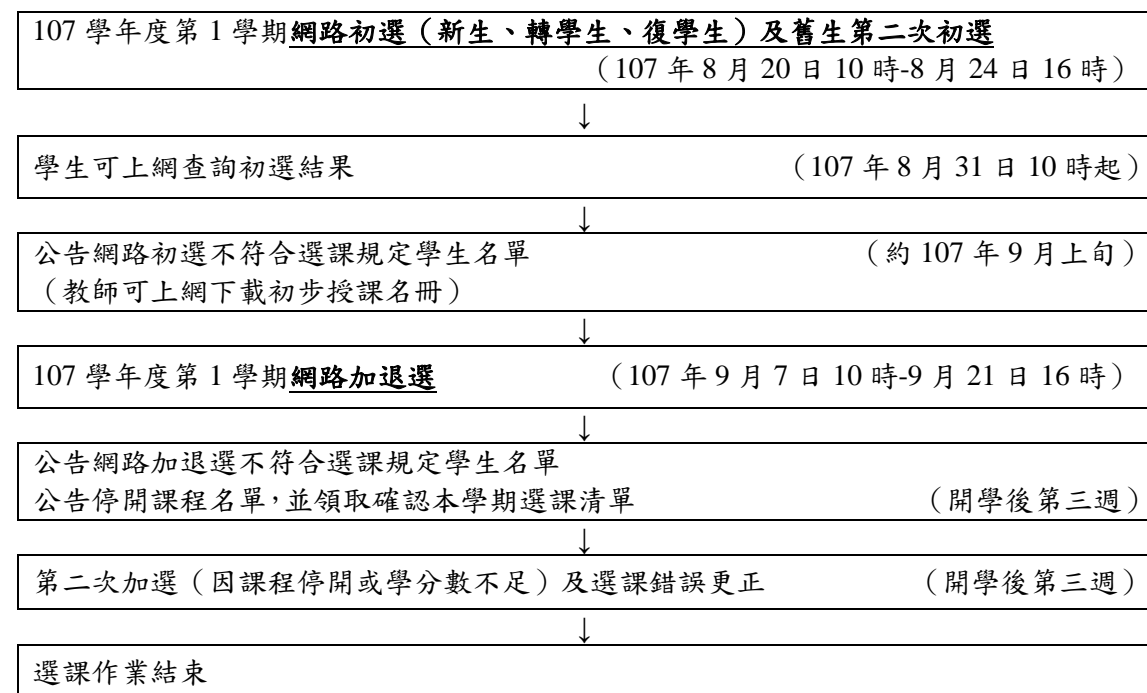 107 學年度第 1 學期網路初選（新生、轉學生、復學生）及舊生第二次初選
（107 年 8 月 20 日 10 時-8 月 24 日 16 時）
↓
學生可上網查詢初選結果 （107 年 8 月 31 日 10 時起）
↓
公告網路初選不符合選課規定學生名單 （約 107 年 9 月上旬）
（教師可上網下載初步授課名冊）
↓
107 學年度第 1 學期網路加退選 （107 年 9 月 7 日 10 時-9 月 21 日 16 時）
↓
公告網路加退選不符合選課規定學生名單
公告停開課程名單，並領取確認本學期選課清單 （開學後第三週）
↓
第二次加選（因課程停開或學分數不足）及選課錯誤更正 （開學後第三週）
↓
選課作業結束